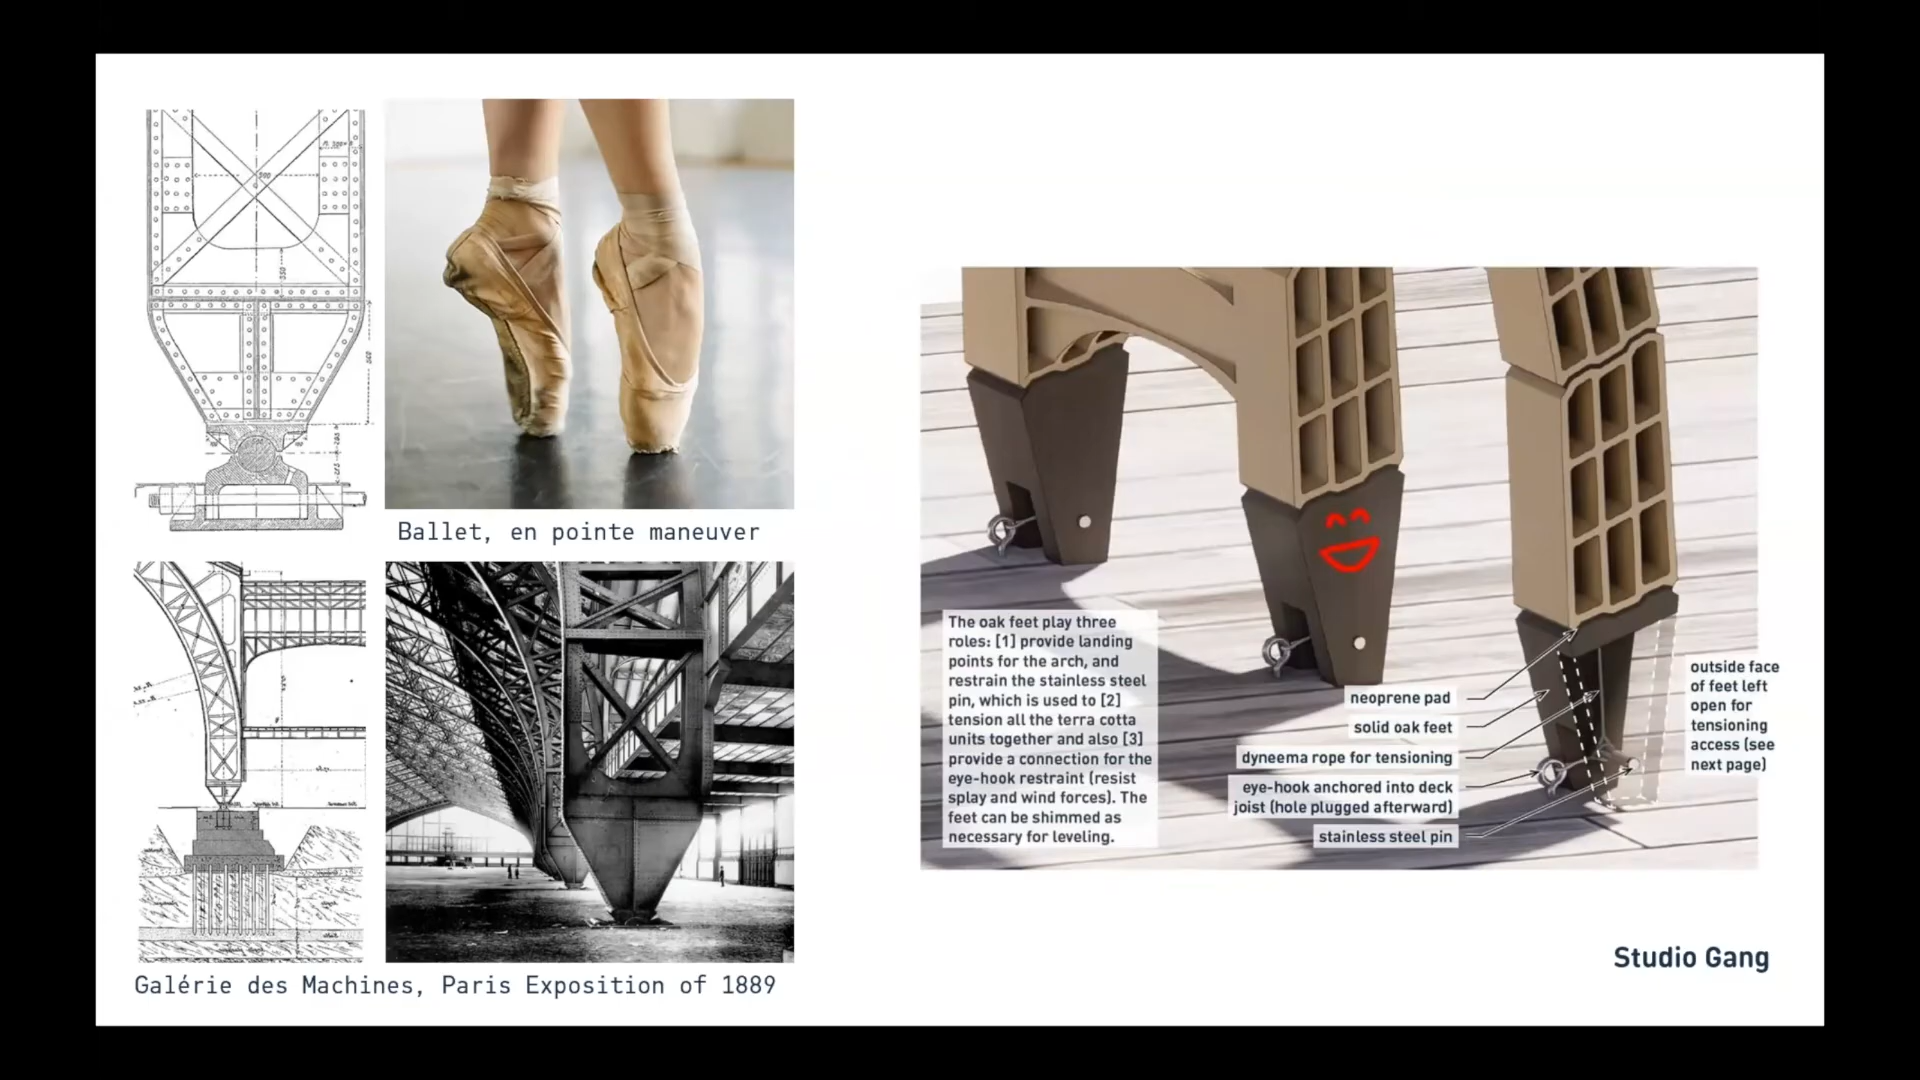 Ballet, en pointe maneuver
Galérie des Machines, Paris Exposition of 1889
The oak feet play three
roles: [1] provide landing
points for the arch, and
restrain the stainless steel
pin, which is used to [2]
tension all the terra cotta
units together and also [3]
provide a connection for the
eye-hook restraint (resist
splay and wind forces). The
feet can be shimmed as
necessary for leveling.
neoprene pad
solid oak feet
dyneema rope for tensioning
eye-hook anchored into deck
joist (hole plugged afterward)
stainless steel pin
outside face
of feet left
open for
tensioning
access (see
next page)
Studio Gang